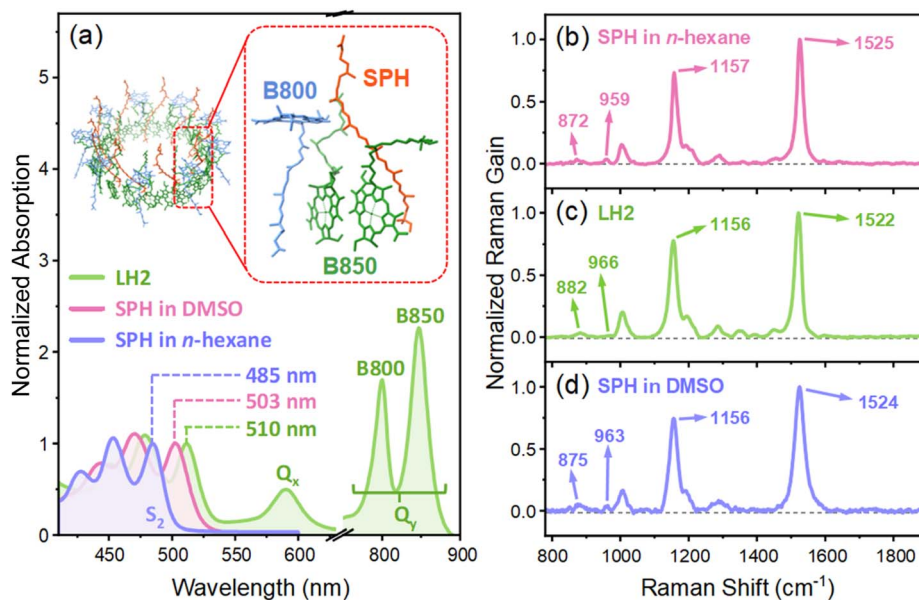 (a)
B800
SPH
B850
LH2
SPH in DMSO
SPH in n-hexane
485 nm
503 nm
510 nm
B800
B850
Qx
Qy
S2
Normalized Absorption
0
1
2
3
4
5
450
500
550
600
800
850
900
Wavelength (nm)
(b)
SPH in n-hexane
872
959
1157
1525
0.0
0.5
1.0
(c)
LH2
882
966
1156
1522
0.0
0.5
1.0
(d)
SPH in DMSO
875
963
1156
1524
0.0
0.5
1.0
Normalized Raman Gain
800
1000
1200
1400
1600
1800
Raman Shift (cm-1)